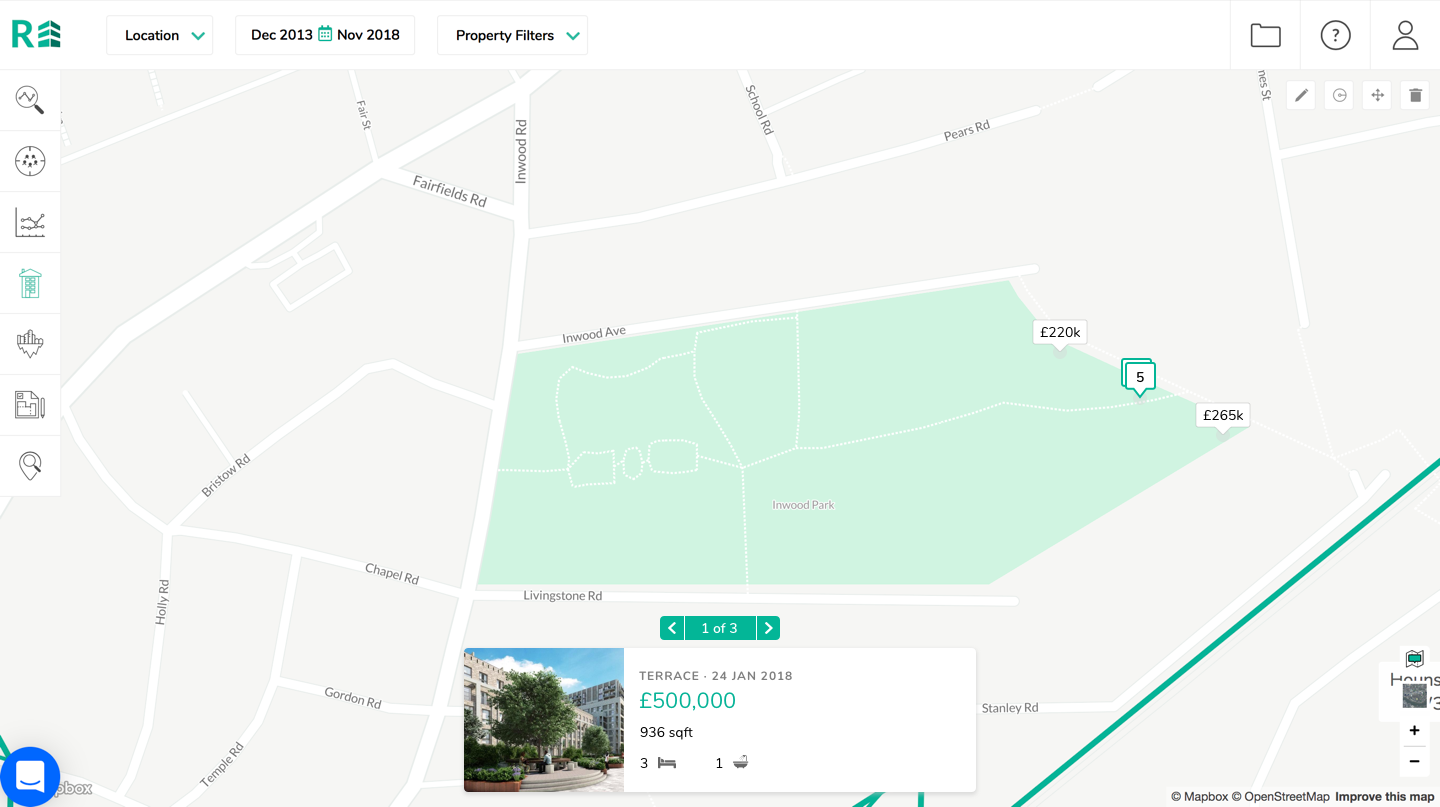 RE
Location
Dec 2013 Nov 2018
Property Filters
?
Fair St
Inwood Rd
School Rd
Pears Rd
nes St
Fairfields Rd
Inwood Ave
£220k
5
£265k
Bristow Rd
Inwood Park
Chapel Rd
Holly Rd
Livingstone Rd
1 of 3
TERRACE · 24 JAN 2018
£500,000
936 sqft
3 1
Gordon Rd
Stanley Rd
Temple Rd
Houns
+
−
pbox
© Mapbox © OpenStreetMap Improve this map